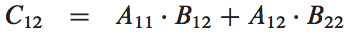 C₁₂ = A₁₁ · B₁₂ + A₁₂ · B₂₂